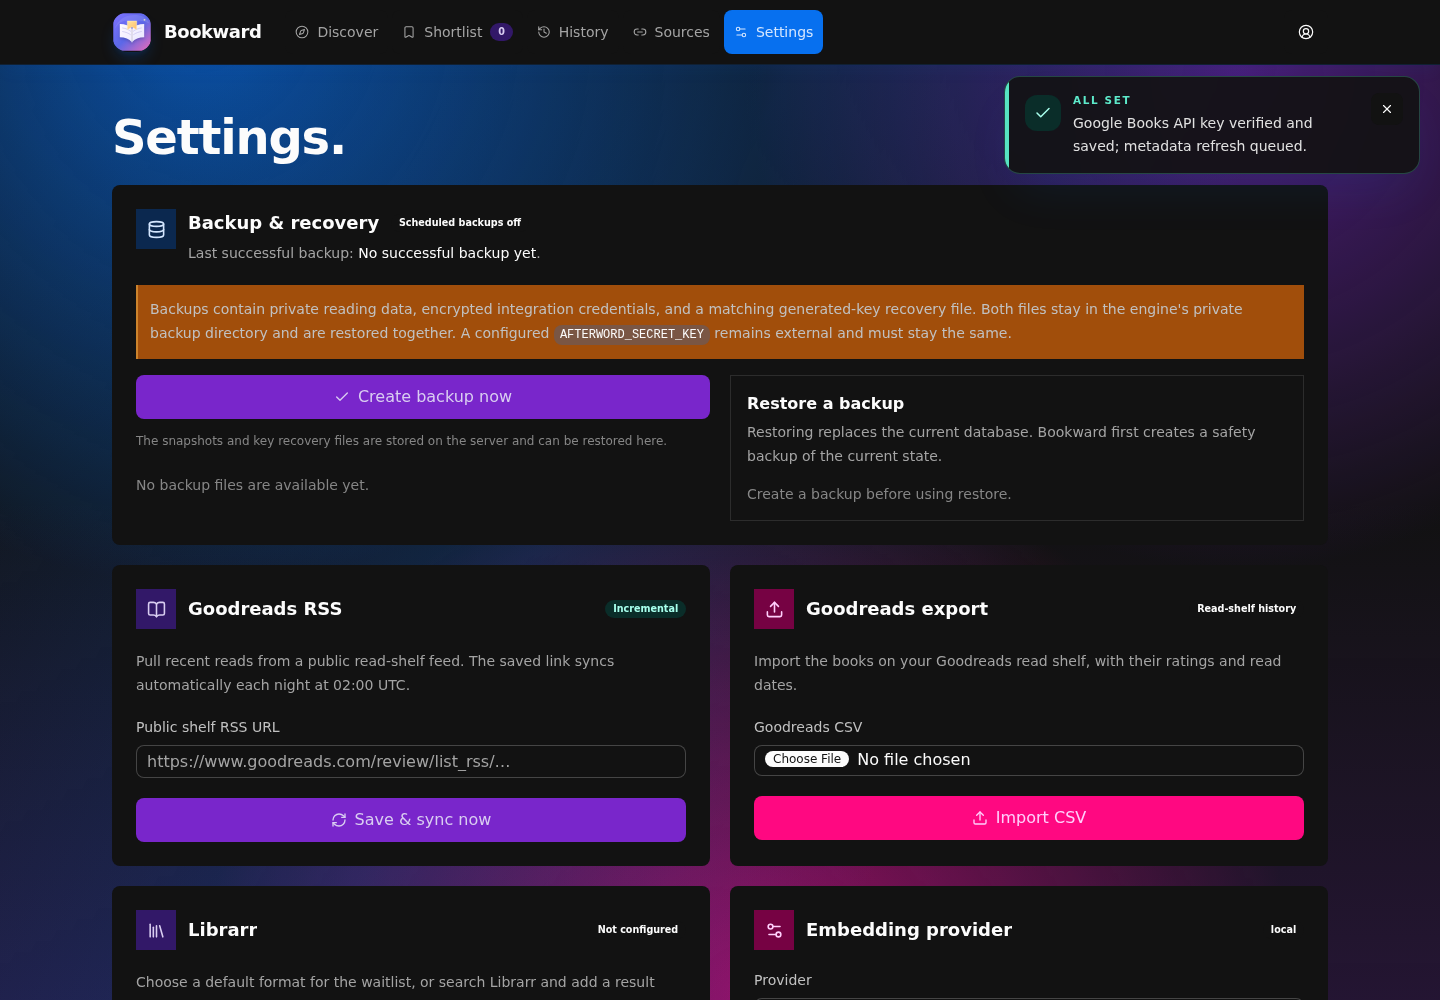 Bookward
Discover
Shortlist 0
History
Sources
Settings
ALL SET
Google Books API key verified and
saved; metadata refresh queued.
Settings.
Backup & recovery
Scheduled backups off
Last successful backup: No successful backup yet.
Backups contain private reading data, encrypted integration credentials, and a matching generated-key recovery file. Both files stay in the engine's private
backup directory and are restored together. A configured AFTERWORD_SECRET_KEY remains external and must stay the same.
Create backup now
The snapshots and key recovery files are stored on the server and can be restored here.
No backup files are available yet.
Restore a backup
Restoring replaces the current database. Bookward first creates a safety
backup of the current state.
Create a backup before using restore.
Goodreads RSS
Incremental
Pull recent reads from a public read-shelf feed. The saved link syncs
automatically each night at 02:00 UTC.
Public shelf RSS URL
https://www.goodreads.com/review/list_rss/...
Save & sync now
Goodreads export
Read-shelf history
Import the books on your Goodreads read shelf, with their ratings and read
dates.
Goodreads CSV
Choose File No file chosen
Import CSV
Librarr
Not configured
Choose a default format for the waitlist, or search Librarr and add a result
Embedding provider
local
Provider